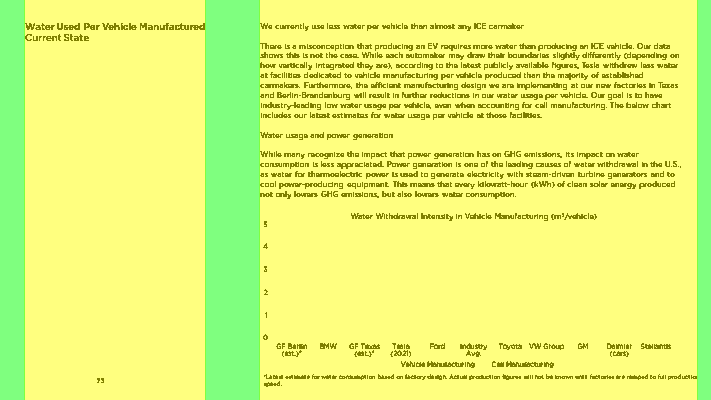 Water Used Per Vehicle Manufactured
Current State
We currently use less water per vehicle than almost any ICE carmaker
There is a misconception that producing an EV requires more water than producing an ICE vehicle. Our data
shows this is not the case. While each automaker may draw their boundaries slightly differently (depending on
how vertically integrated they are), according to the latest publicly available figures, Tesla withdrew less water
at facilities dedicated to vehicle manufacturing per vehicle produced than the majority of established
carmakers. Furthermore, the efficient manufacturing design we are implementing at our new factories in Texas
and Berlin-Brandenburg will result in further reductions in our water usage per vehicle. Our goal is to have
industry-leading low water usage per vehicle, even when accounting for cell manufacturing. The below chart
includes our latest estimates for water usage per vehicle at those facilities.
Water usage and power generation
While many recognize the impact that power generation has on GHG emissions, its impact on water
consumption is less appreciated. Power generation is one of the leading causes of water withdrawal in the U.S.,
as water for thermoelectric power is used to generate electricity with steam-driven turbine generators and to
cool power-producing equipment. This means that every kilowatt-hour (kWh) of clean solar energy produced
not only lowers GHG emissions, but also lowers water consumption.
Water Withdrawal Intensity in Vehicle Manufacturing (m³/vehicle)
5
4
3
2
1
0
GF Berlin BMW GF Texas Tesla Ford Industry Toyota VW Group GM Daimler Stellantis
(est.)* (est.)* (2021) Avg. (cars)
Vehicle Manufacturing Cell Manufacturing
*Latest estimate for water consumption based on factory design. Actual production figures will not be known until factories are ramped to full production
speed.
73